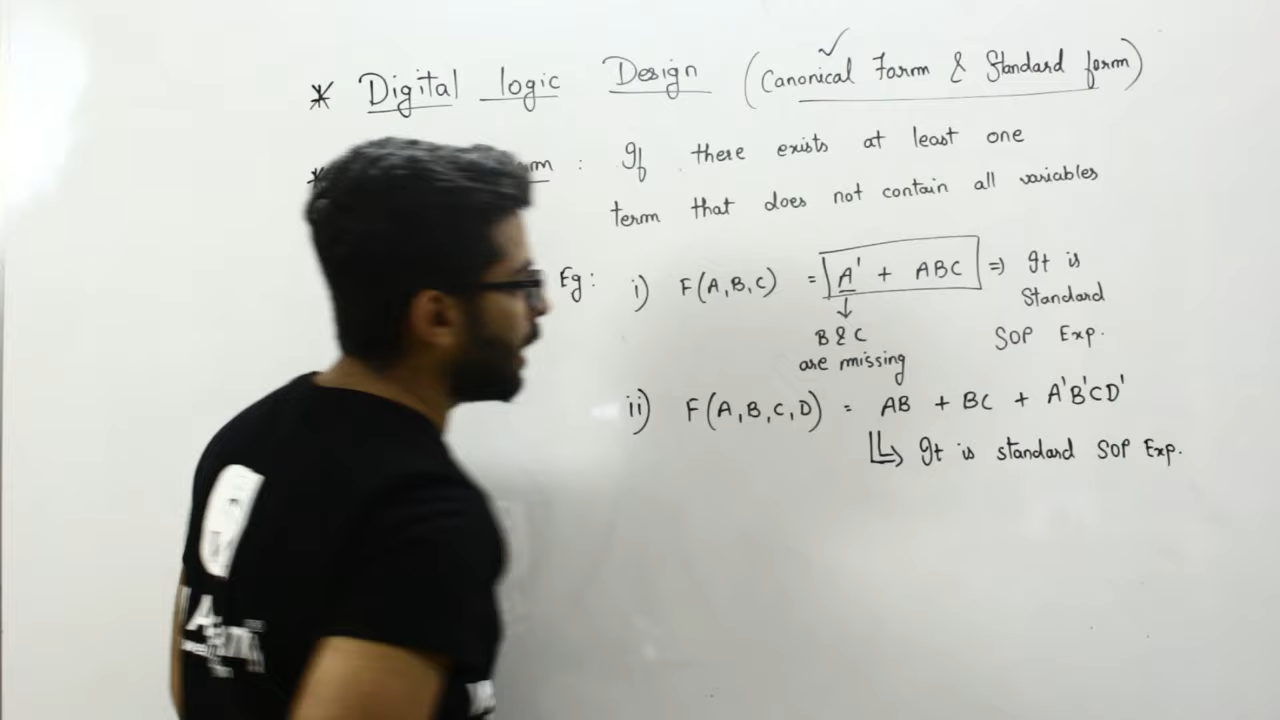 * Digital logic Design (Canonical Form & Standard form)
* : If there exists at least one
term that does not contain all variables
Eg: i) F(A,B,C) = A' + ABC ⇒ It is
Standard
SOP Exp.
B & C
are missing
ii) F(A,B,C,D) = AB + BC + A'B'CD'
It is standard SOP Exp.